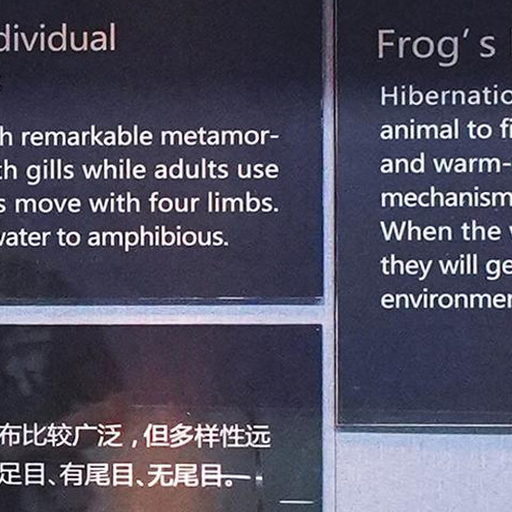 dividual
h remarkable metamor-
th gills while adults use
s move with four limbs.
water to amphibious.
布比较广泛，但多样性远
足目、有尾目、无尾目。
Frog's
Hibernatio
animal to fi
and warm-
mechanism
When the
they will ge
environmen